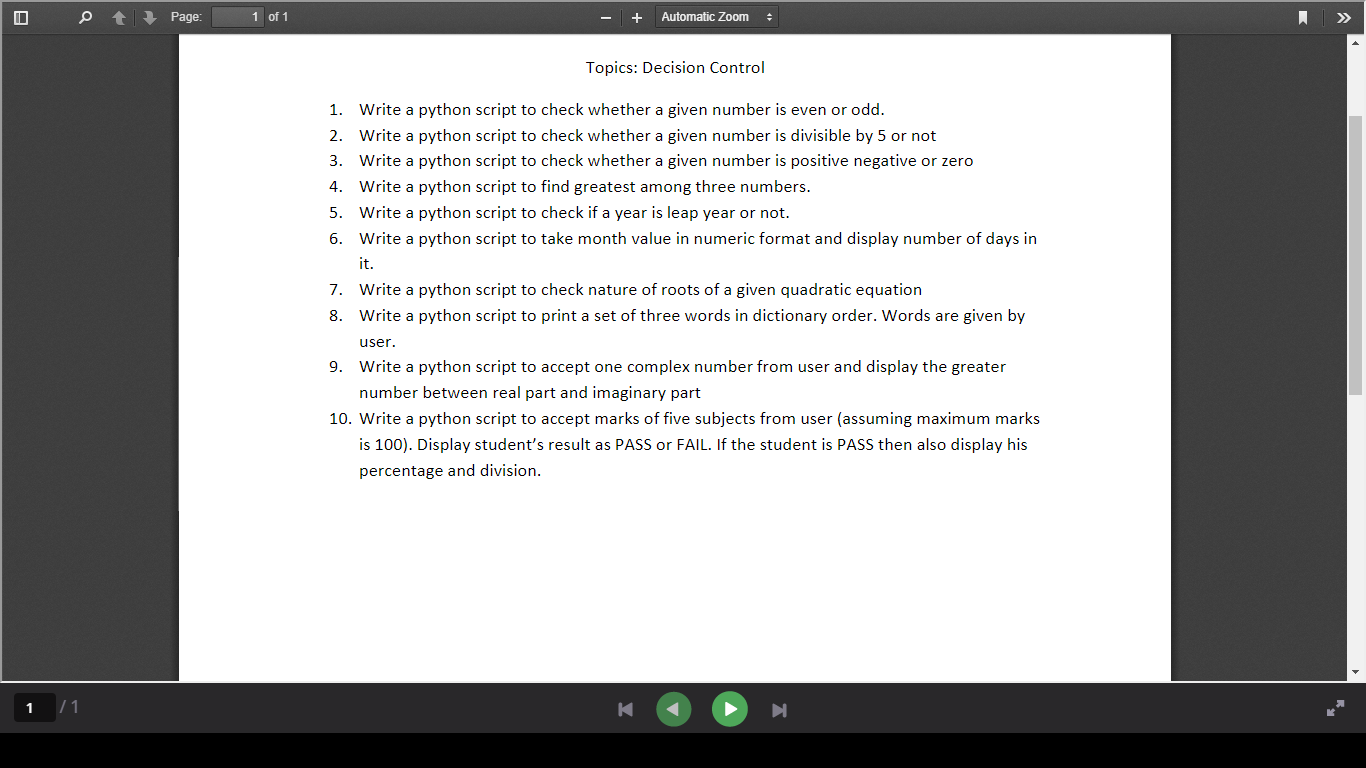 Page: 1 of 1 Automatic Zoom
Topics: Decision Control
1. Write a python script to check whether a given number is even or odd.
2. Write a python script to check whether a given number is divisible by 5 or not
3. Write a python script to check whether a given number is positive negative or zero
4. Write a python script to find greatest among three numbers.
5. Write a python script to check if a year is leap year or not.
6. Write a python script to take month value in numeric format and display number of days in
it.
7. Write a python script to check nature of roots of a given quadratic equation
8. Write a python script to print a set of three words in dictionary order. Words are given by
user.
9. Write a python script to accept one complex number from user and display the greater
number between real part and imaginary part
10. Write a python script to accept marks of five subjects from user (assuming maximum marks
is 100). Display student’s result as PASS or FAIL. If the student is PASS then also display his
percentage and division.
1 / 1